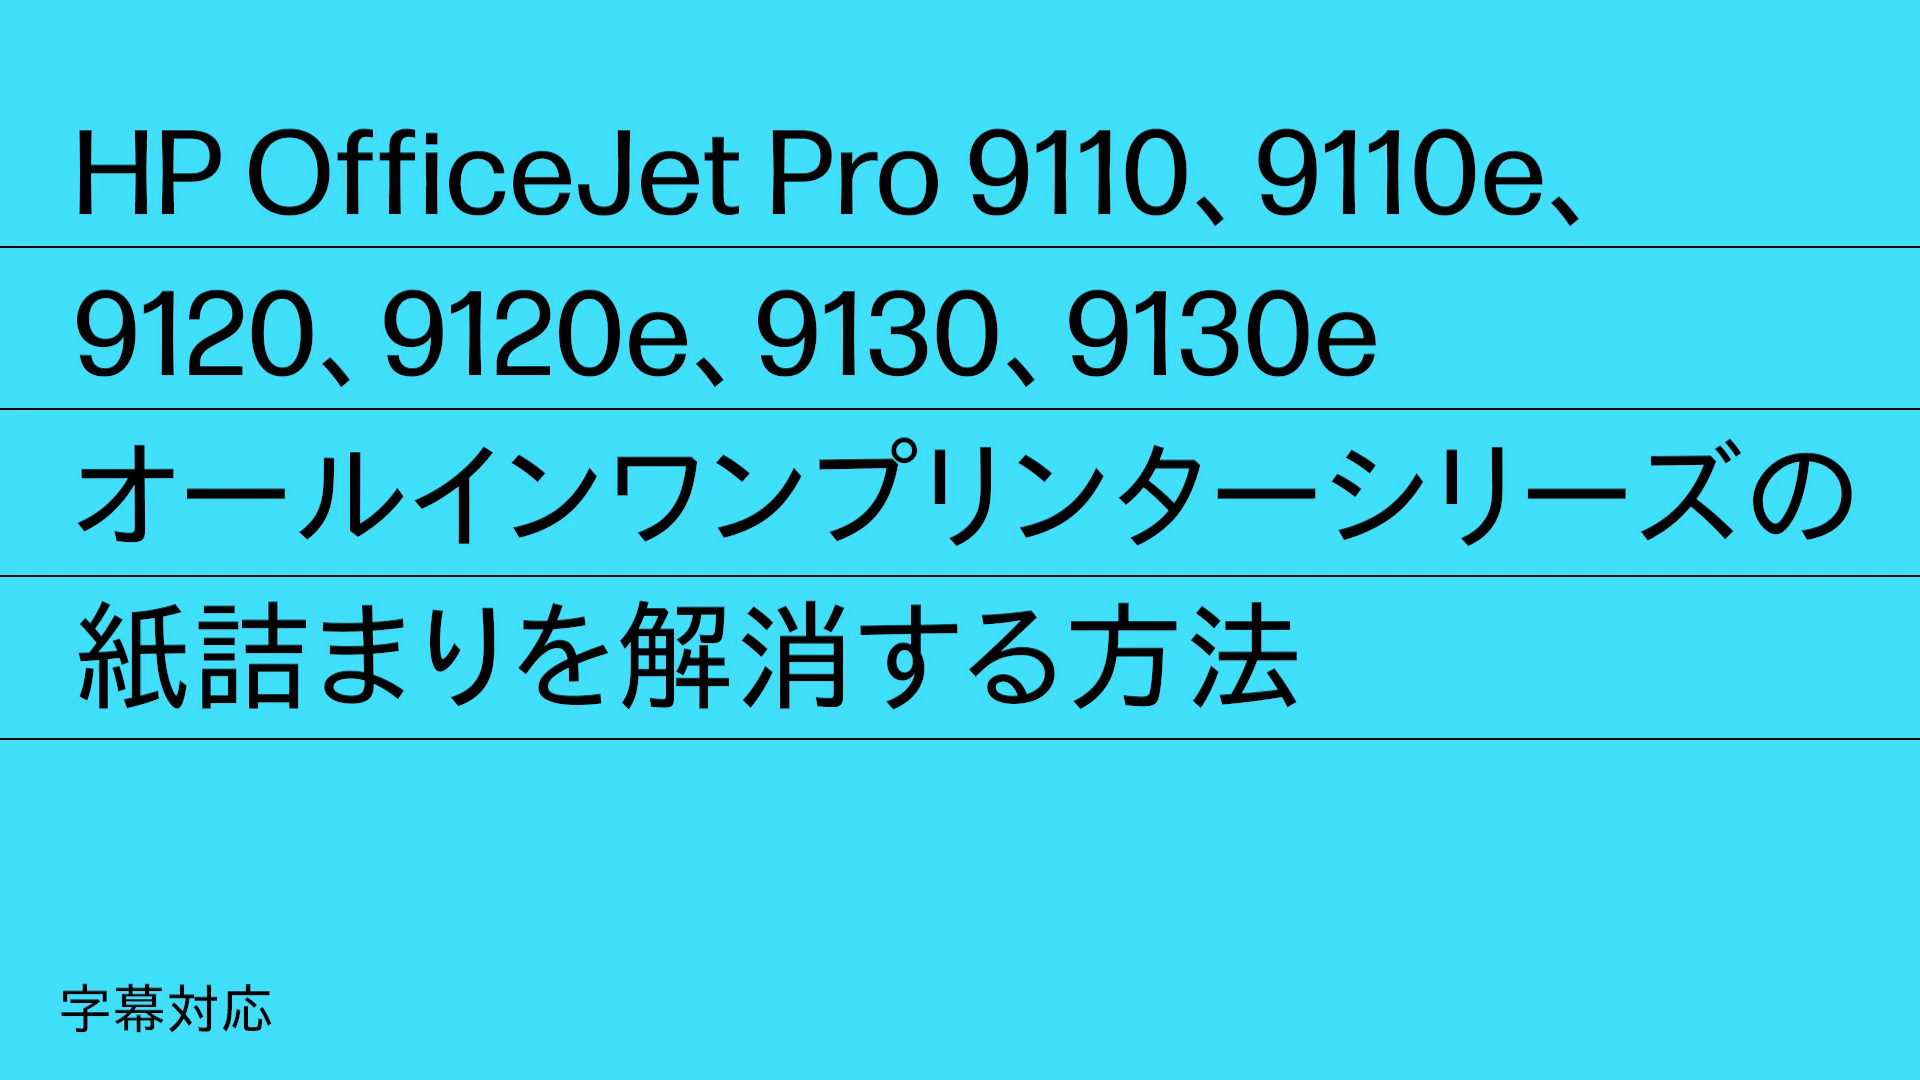 HP OfficeJet Pro 9110、9110e、
9120、9120e、9130、9130e
オールインワンプリンターシリーズの
紙詰まりを解消する方法
字幕対応